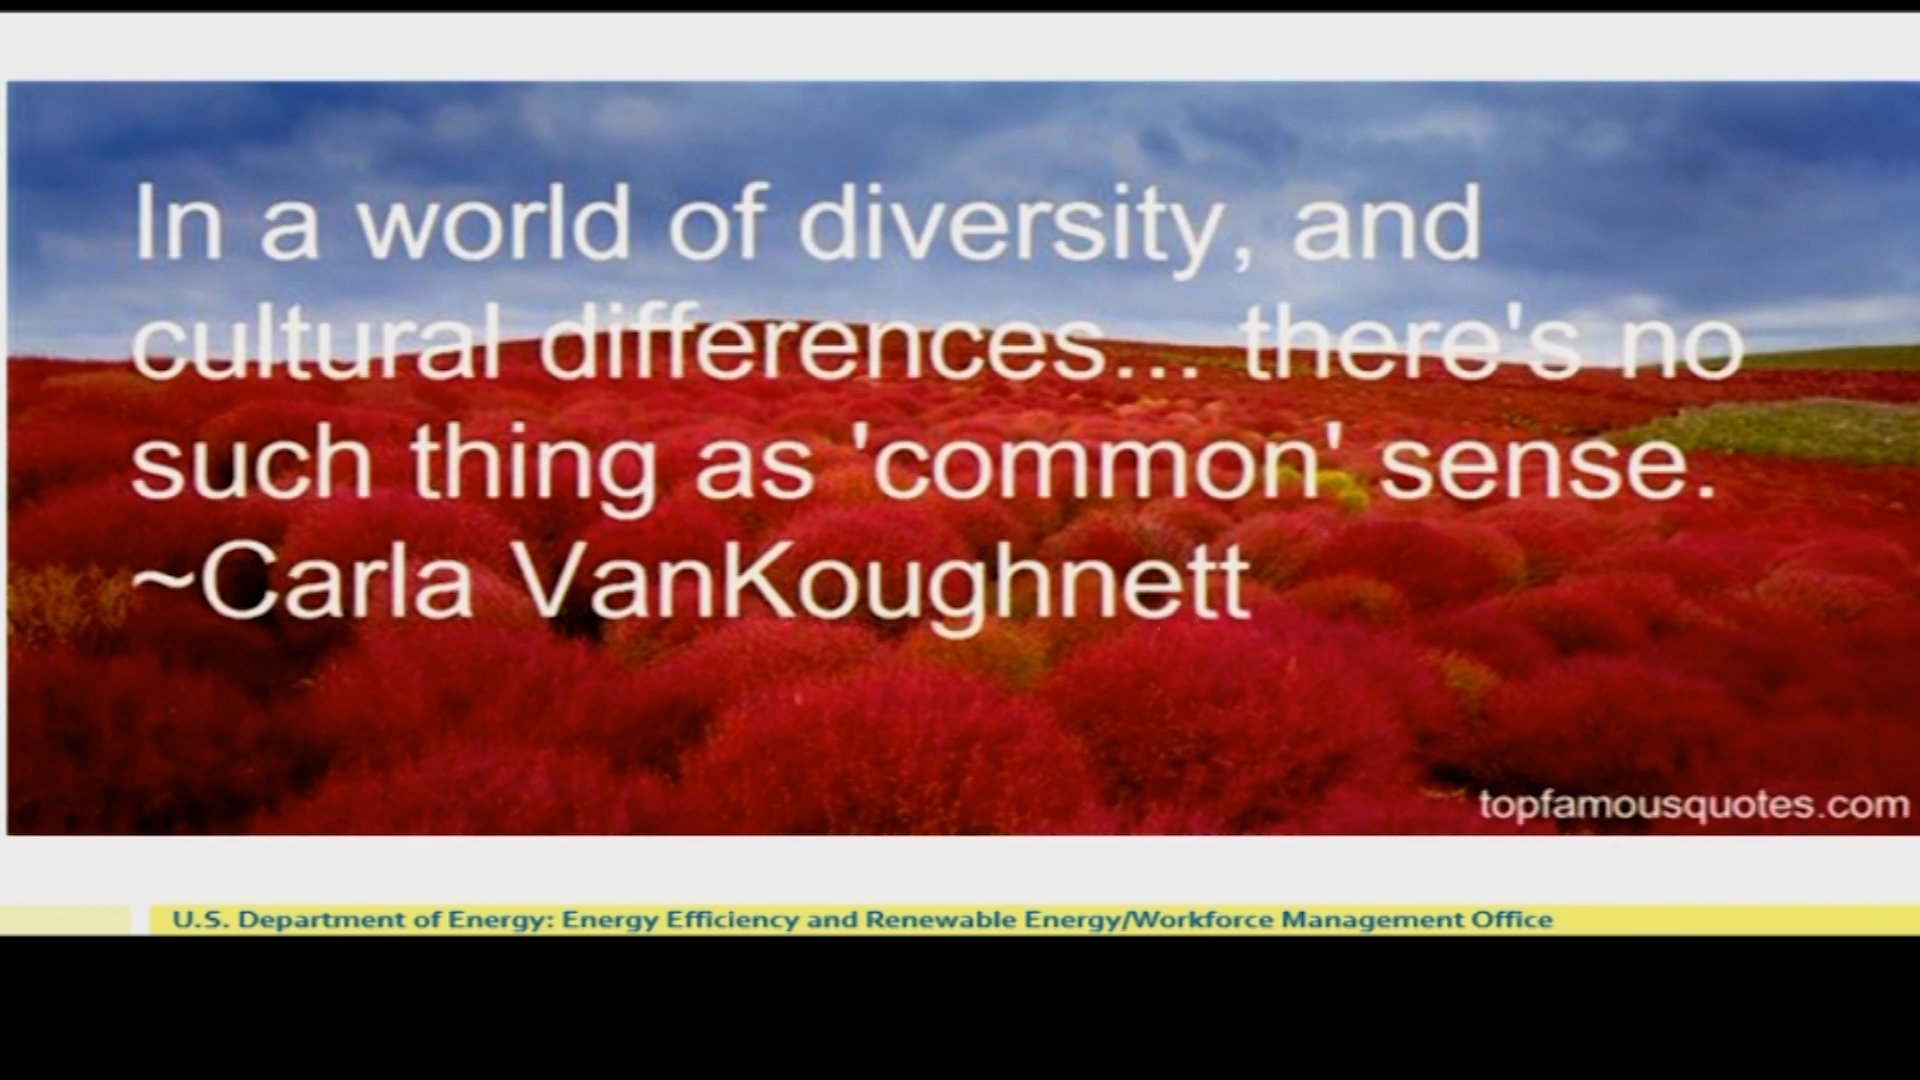 In a world of diversity, and
cultural differences... there's no
such thing as 'common' sense.
~Carla VanKoughnett
topfamousquotes.com
U.S. Department of Energy: Energy Efficiency and Renewable Energy/Workforce Management Office